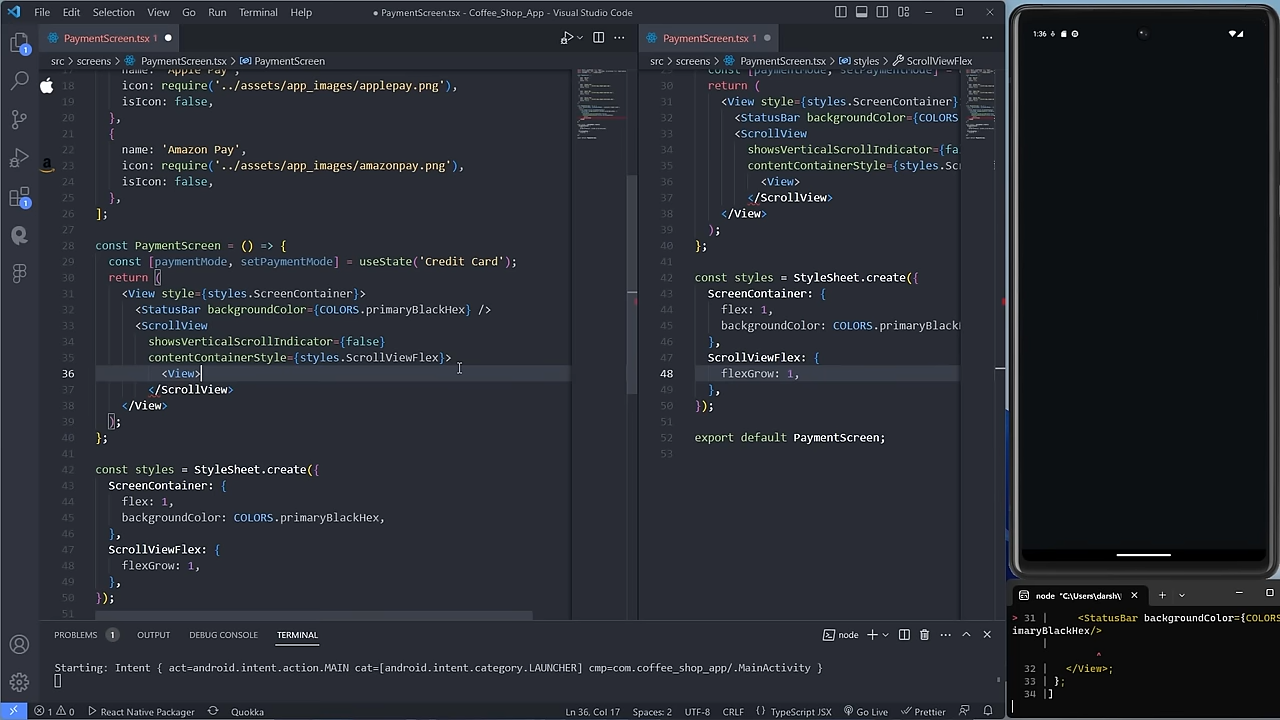 File Edit Selection View Go Run Terminal Help
● PaymentScreen.tsx - Coffee_Shop_App - Visual Studio Code
PaymentScreen.tsx 1 ●
src > screens > PaymentScreen.tsx > PaymentScreen
18 icon: require('../assets/app_images/applepay.png'),
19 isIcon: false,
20 },
21 {
22 name: 'Amazon Pay',
23 icon: require('../assets/app_images/amazonpay.png'),
24 isIcon: false,
25 },
26 ];
27
28 const PaymentScreen = () => {
29 const [paymentMode, setPaymentMode] = useState('Credit Card');
30 return (
31 <View style={styles.ScreenContainer}>
32 <StatusBar backgroundColor={COLORS.primaryBlackHex} />
33 <ScrollView
34 showsVerticalScrollIndicator={false}
35 contentContainerStyle={styles.ScrollViewFlex}>
36 <View>
37 </ScrollView>
38 </View>
39 );
40 };
41
42 const styles = StyleSheet.create({
43 ScreenContainer: {
44 flex: 1,
45 backgroundColor: COLORS.primaryBlackHex,
46 },
47 ScrollViewFlex: {
48 flexGrow: 1,
49 },
50 });
51
PaymentScreen.tsx 1 ●
src > screens > PaymentScreen.tsx > styles > ScrollViewFlex
30 return (
31 <View style={styles.ScreenContainer}
32 <StatusBar backgroundColor={COLORS
33 <ScrollView
34 showsVerticalScrollIndicator={fa
35 contentContainerStyle={styles.Sc
36 <View>
37 </ScrollView>
38 </View>
39 );
40 };
41
42 const styles = StyleSheet.create({
43 ScreenContainer: {
44 flex: 1,
45 backgroundColor: COLORS.primaryBlack
46 },
47 ScrollViewFlex: {
48 flexGrow: 1,
49 },
50 });
51
52 export default PaymentScreen;
53
PROBLEMS 1 OUTPUT DEBUG CONSOLE TERMINAL
node
Starting: Intent { act=android.intent.action.MAIN cat=[android.intent.category.LAUNCHER] cmp=com.coffee_shop_app/.MainActivity }
1 0 React Native Packager Quokka Ln 36, Col 17 Spaces: 2 UTF-8 CRLF {} TypeScript JSX Go Live Prettier
1:36
node "C:\Users\darsh\
> 31 | <StatusBar backgroundColor={COLORS
imaryBlackHex/>
|
^
32 | </View>;
33 | };
34 |]